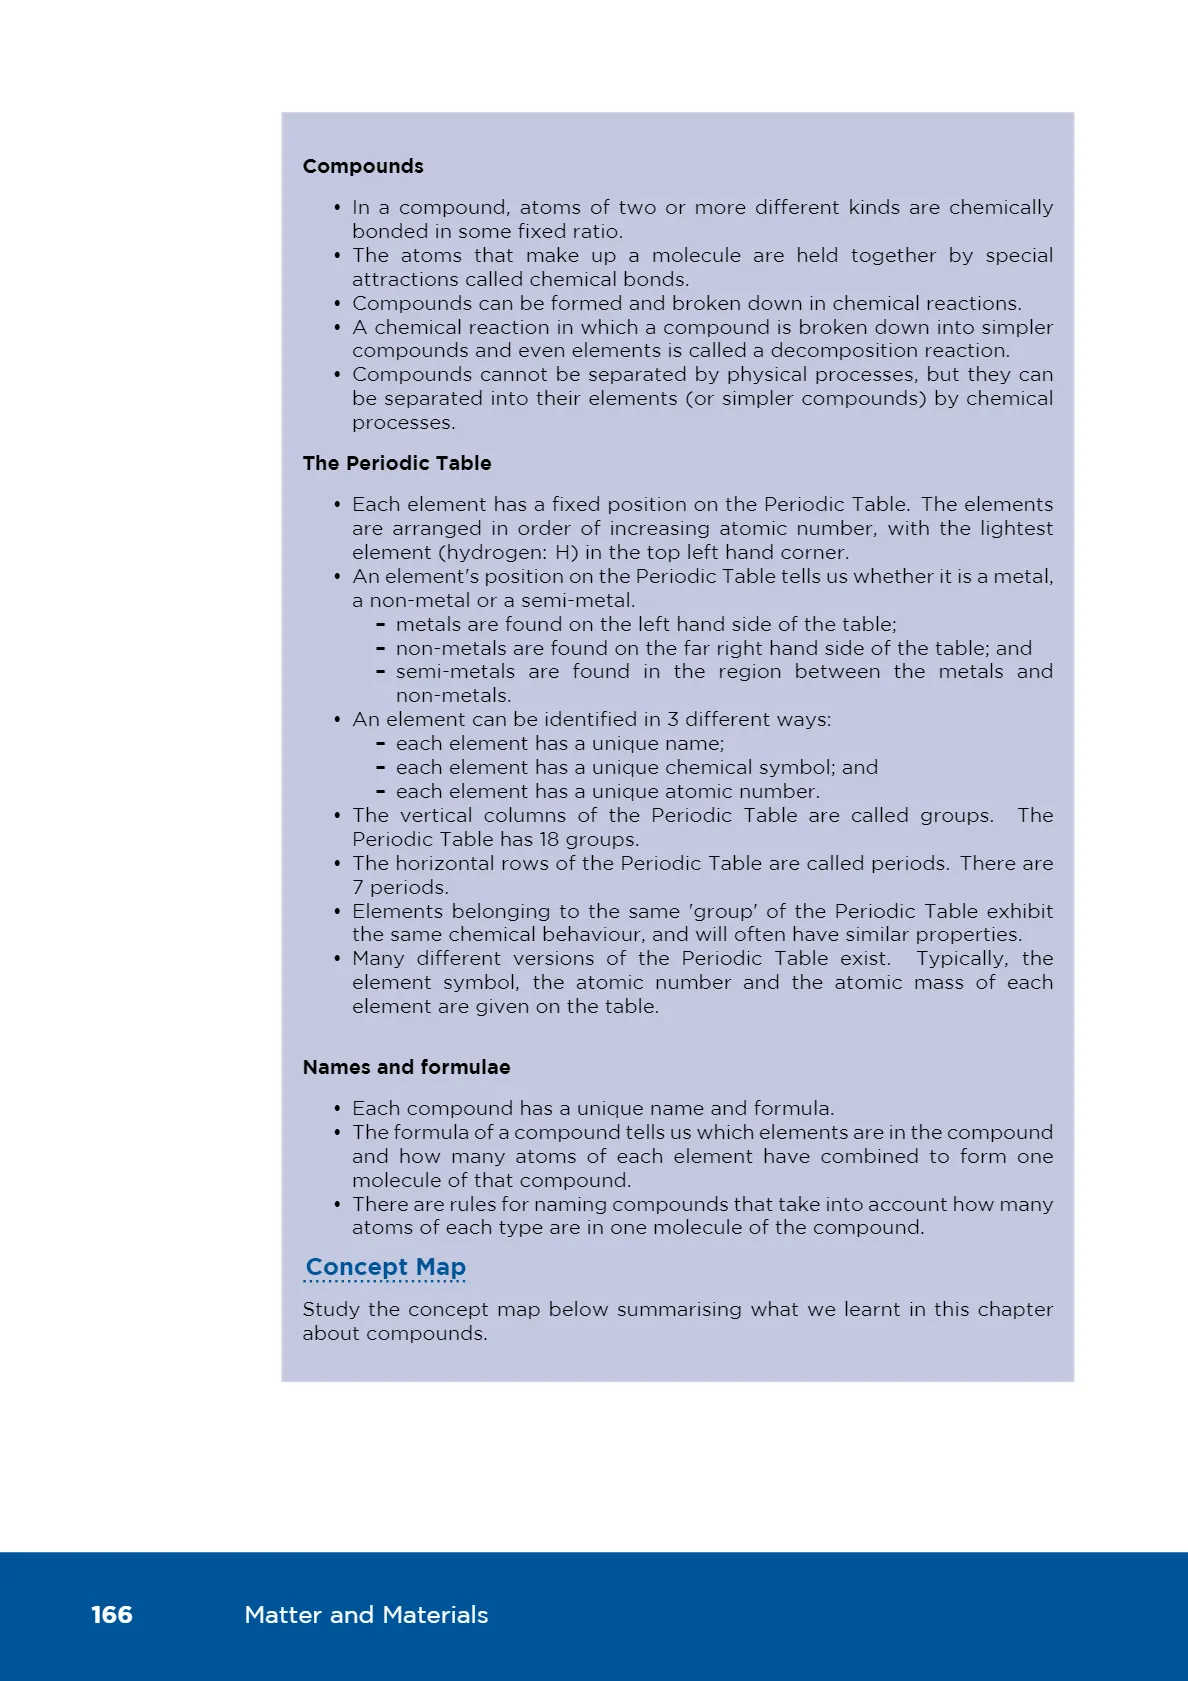 Compounds
• In a compound, atoms of two or more different kinds are chemically
bonded in some fixed ratio.
• The atoms that make up a molecule are held together by special
attractions called chemical bonds.
• Compounds can be formed and broken down in chemical reactions.
• A chemical reaction in which a compound is broken down into simpler
compounds and even elements is called a decomposition reaction.
• Compounds cannot be separated by physical processes, but they can
be separated into their elements (or simpler compounds) by chemical
processes.
The Periodic Table
• Each element has a fixed position on the Periodic Table. The elements
are arranged in order of increasing atomic number, with the lightest
element (hydrogen: H) in the top left hand corner.
• An element's position on the Periodic Table tells us whether it is a metal,
a non-metal or a semi-metal.
– metals are found on the left hand side of the table;
– non-metals are found on the far right hand side of the table; and
– semi-metals are found in the region between the metals and
non-metals.
• An element can be identified in 3 different ways:
– each element has a unique name;
– each element has a unique chemical symbol; and
– each element has a unique atomic number.
• The vertical columns of the Periodic Table are called groups. The
Periodic Table has 18 groups.
• The horizontal rows of the Periodic Table are called periods. There are
7 periods.
• Elements belonging to the same 'group' of the Periodic Table exhibit
the same chemical behaviour, and will often have similar properties.
• Many different versions of the Periodic Table exist. Typically, the
element symbol, the atomic number and the atomic mass of each
element are given on the table.
Names and formulae
• Each compound has a unique name and formula.
• The formula of a compound tells us which elements are in the compound
and how many atoms of each element have combined to form one
molecule of that compound.
• There are rules for naming compounds that take into account how many
atoms of each type are in one molecule of the compound.
Concept Map
Study the concept map below summarising what we learnt in this chapter
about compounds.
166 Matter and Materials